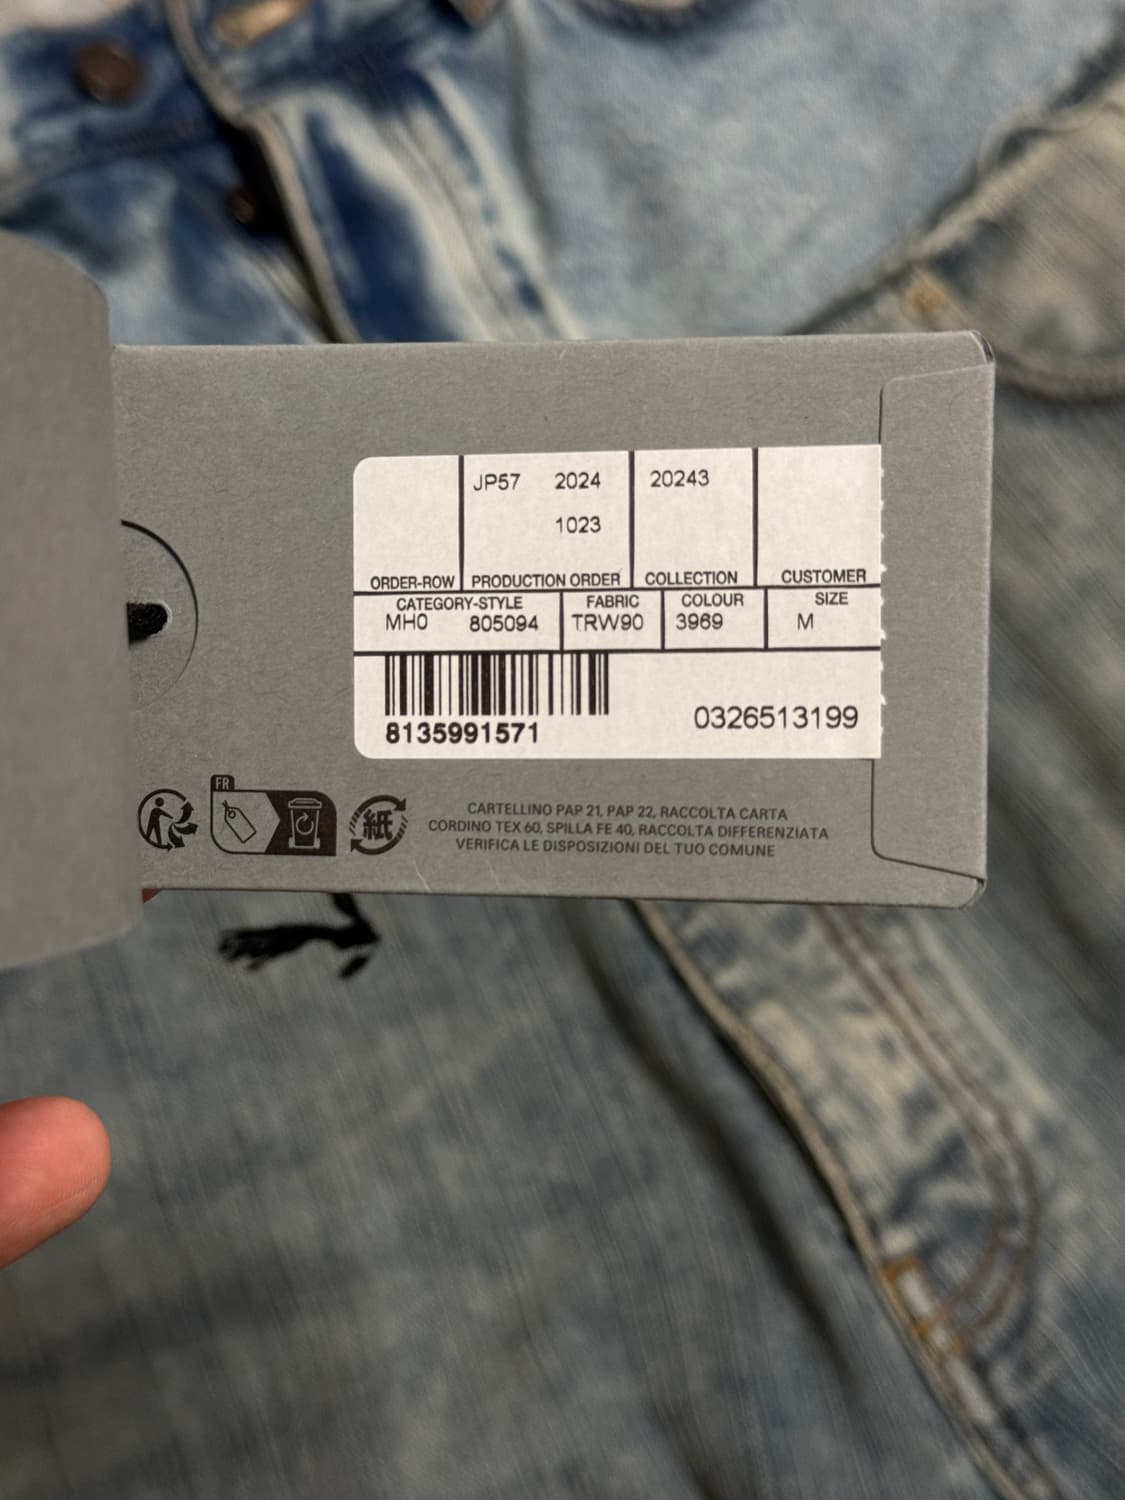 JP57 2024 20243
1023
ORDER-ROW PRODUCTION ORDER COLLECTION CUSTOMER
CATEGORY-STYLE FABRIC COLOUR SIZE
MH0 805094 TRW90 3969 M
8135991571 0326513199
FR
紙
CARTELLINO PAP 21, PAP 22, RACCOLTA CARTA
CORDINO TEX 60, SPILLA FE 40, RACCOLTA DIFFERENZIATA
VERIFICA LE DISPOSIZIONI DEL TUO COMUNE